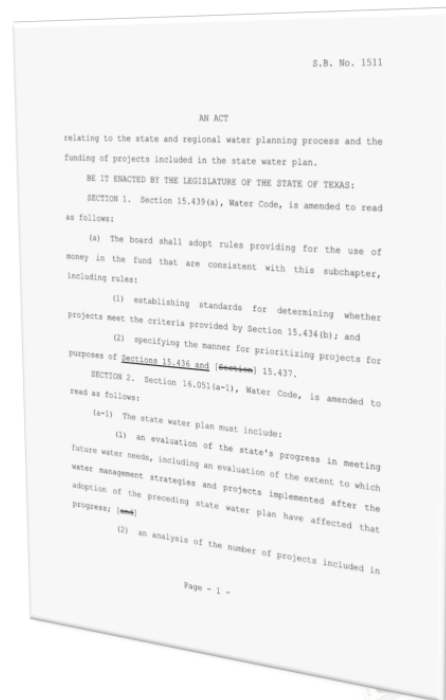 S.B. No. 1511
AN ACT
relating to the state and regional water planning process and the
funding of projects included in the state water plan.
BE IT ENACTED BY THE LEGISLATURE OF THE STATE OF TEXAS:
SECTION 1. Section 15.439(a), Water Code, is amended to read
as follows:
(a) The board shall adopt rules providing for the use of
money in the fund that are consistent with this subchapter,
including rules:
(1) establishing standards for determining whether
projects meet the criteria provided by Section 15.434(b); and
(2) specifying the manner for prioritizing projects for
purposes of Sections 15.436 and [Section] 15.437.
SECTION 2. Section 16.051(a-1), Water Code, is amended to
read as follows:
(a-1) The state water plan must include:
(1) an evaluation of the state's progress in meeting
future water needs, including an evaluation of the extent to which
water management strategies and projects implemented after the
adoption of the preceding state water plan have affected that
progress; [and]
(2) an analysis of the number of projects included in
Page - 1 -